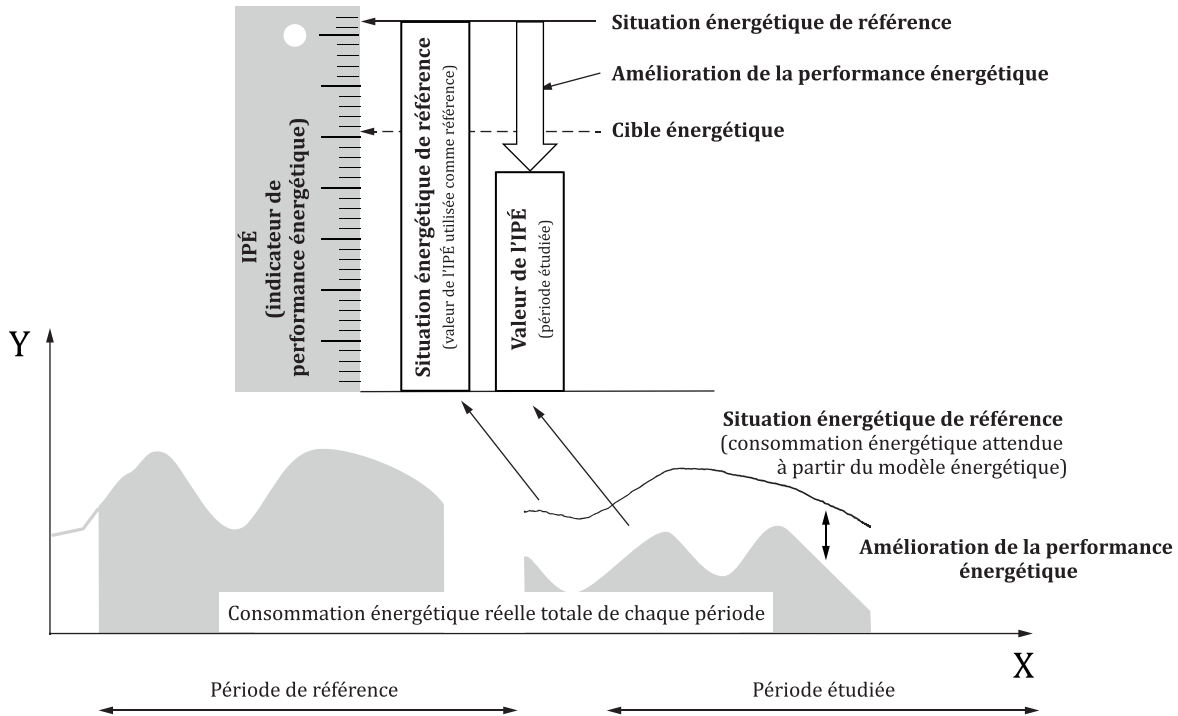 Situation énergétique de référence
Amélioration de la performance énergétique
Cible énergétique
IPÉ
(indicateur de
performance énergétique)
Situation énergétique de référence
(valeur de l'IPÉ utilisée comme référence)
Valeur de l'IPÉ
(période étudiée)
Y
Situation énergétique de référence
(consommation énergétique attendue
à partir du modèle énergétique)
Amélioration de la performance
énergétique
Consommation énergétique réelle totale de chaque période
X
Période de référence
Période étudiée